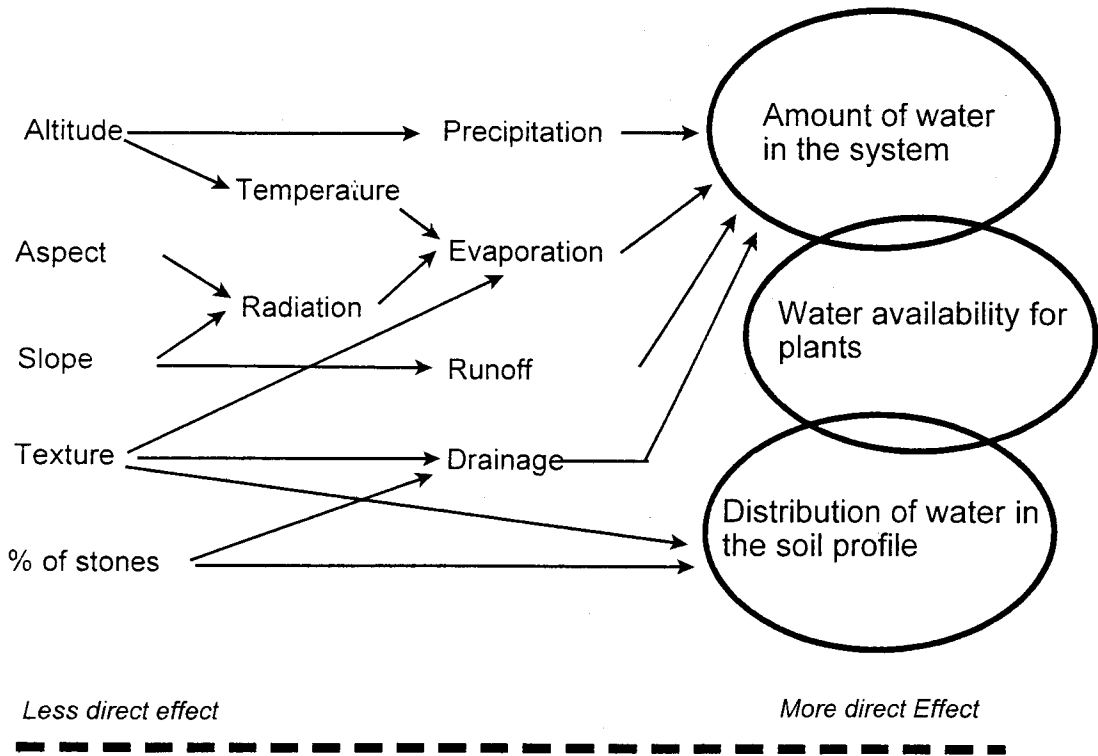 Altitude
Precipitation
Amount of water
in the system
Temperature
Aspect
Evaporation
Radiation
Water availability for
plants
Slope
Runoff
Texture
Drainage
Distribution of water in
the soil profile
% of stones
Less direct effect
More direct Effect